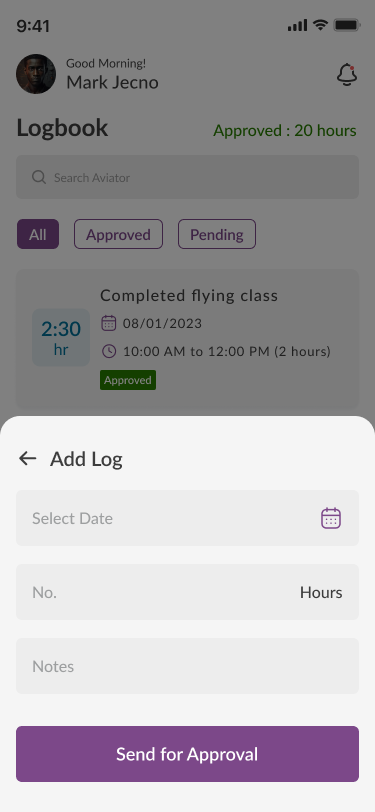 9:41
Good Morning!
Mark Jecno
Logbook
Approved : 20 hours
Search Aviator
All
Approved
Pending
Completed flying class
2:30
hr
08/01/2023
10:00 AM to 12:00 PM (2 hours)
Approved
Add Log
Select Date
No.
Hours
Notes
Send for Approval